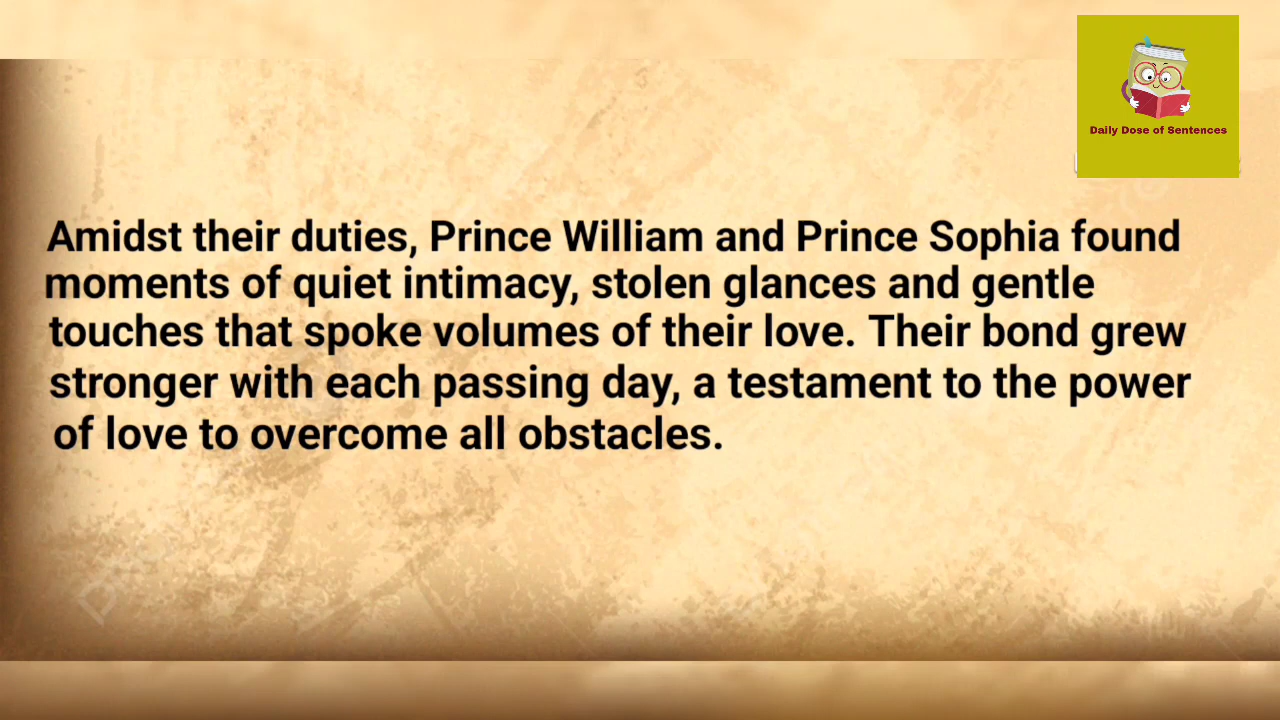 Daily Dose of Sentences
Amidst their duties, Prince William and Prince Sophia found
moments of quiet intimacy, stolen glances and gentle
touches that spoke volumes of their love. Their bond grew
stronger with each passing day, a testament to the power
of love to overcome all obstacles.